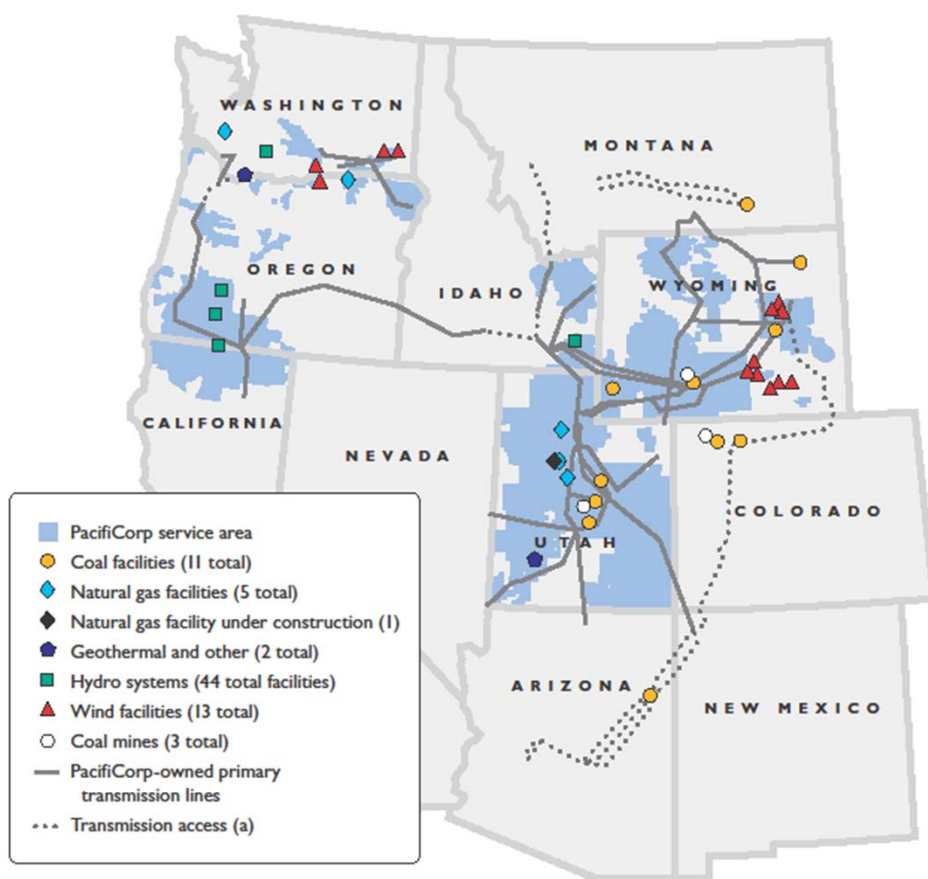 WASHINGTON
MONTANA
OREGON
IDAHO
WYOMING
CALIFORNIA
NEVADA
UTAH
COLORADO
ARIZONA
NEW MEXICO
PacifiCorp service area
Coal facilities (11 total)
Natural gas facilities (5 total)
Natural gas facility under construction (1)
Geothermal and other (2 total)
Hydro systems (44 total facilities)
Wind facilities (13 total)
Coal mines (3 total)
PacifiCorp-owned primary
transmission lines
Transmission access (a)